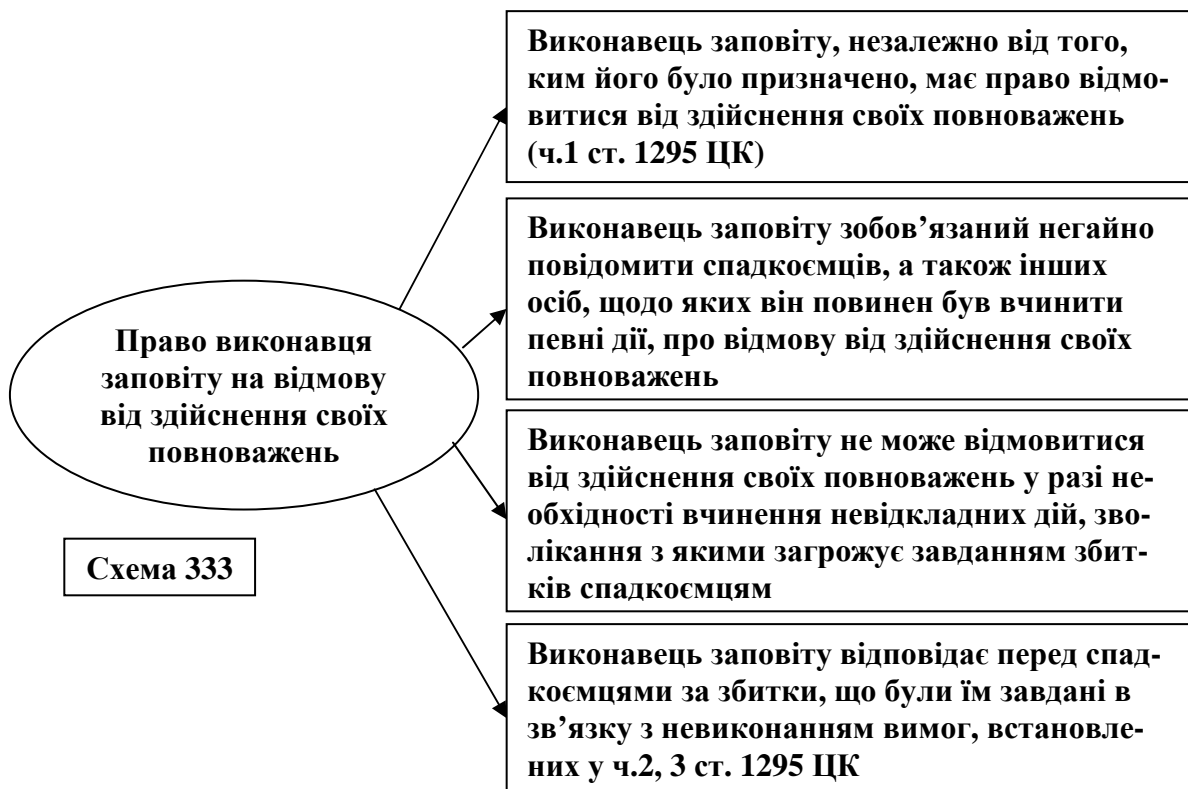 Право виконавця
заповіту на відмову
від здійснення своїх
повноважень
Схема 333
Виконавець заповіту, незалежно від того,
ким його було призначено, має право відмо-
витися від здійснення своїх повноважень
(ч.1 ст. 1295 ЦК)
Виконавець заповіту зобов’язаний негайно
повідомити спадкоємців, а також інших
осіб, щодо яких він повинен був вчинити
певні дії, про відмову від здійснення своїх
повноважень
Виконавець заповіту не може відмовитися
від здійснення своїх повноважень у разі не-
обхідності вчинення невідкладних дій, зво-
лікання з якими загрожує завданням збит-
ків спадкоємцям
Виконавець заповіту відповідає перед спад-
коємцями за збитки, що були їм завдані в
зв’язку з невиконанням вимог, встановле-
них у ч.2, 3 ст. 1295 ЦК